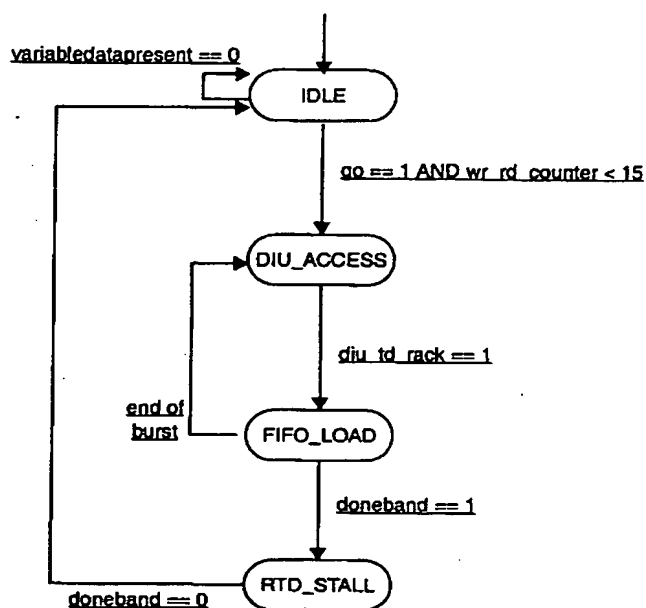 variabledatapresent == 0
IDLE
go == 1 AND wr_rd_counter < 15
DIU_ACCESS
diu_td_rack == 1
end of
burst
FIFO_LOAD
doneband == 1
RTD_STALL
doneband == 0